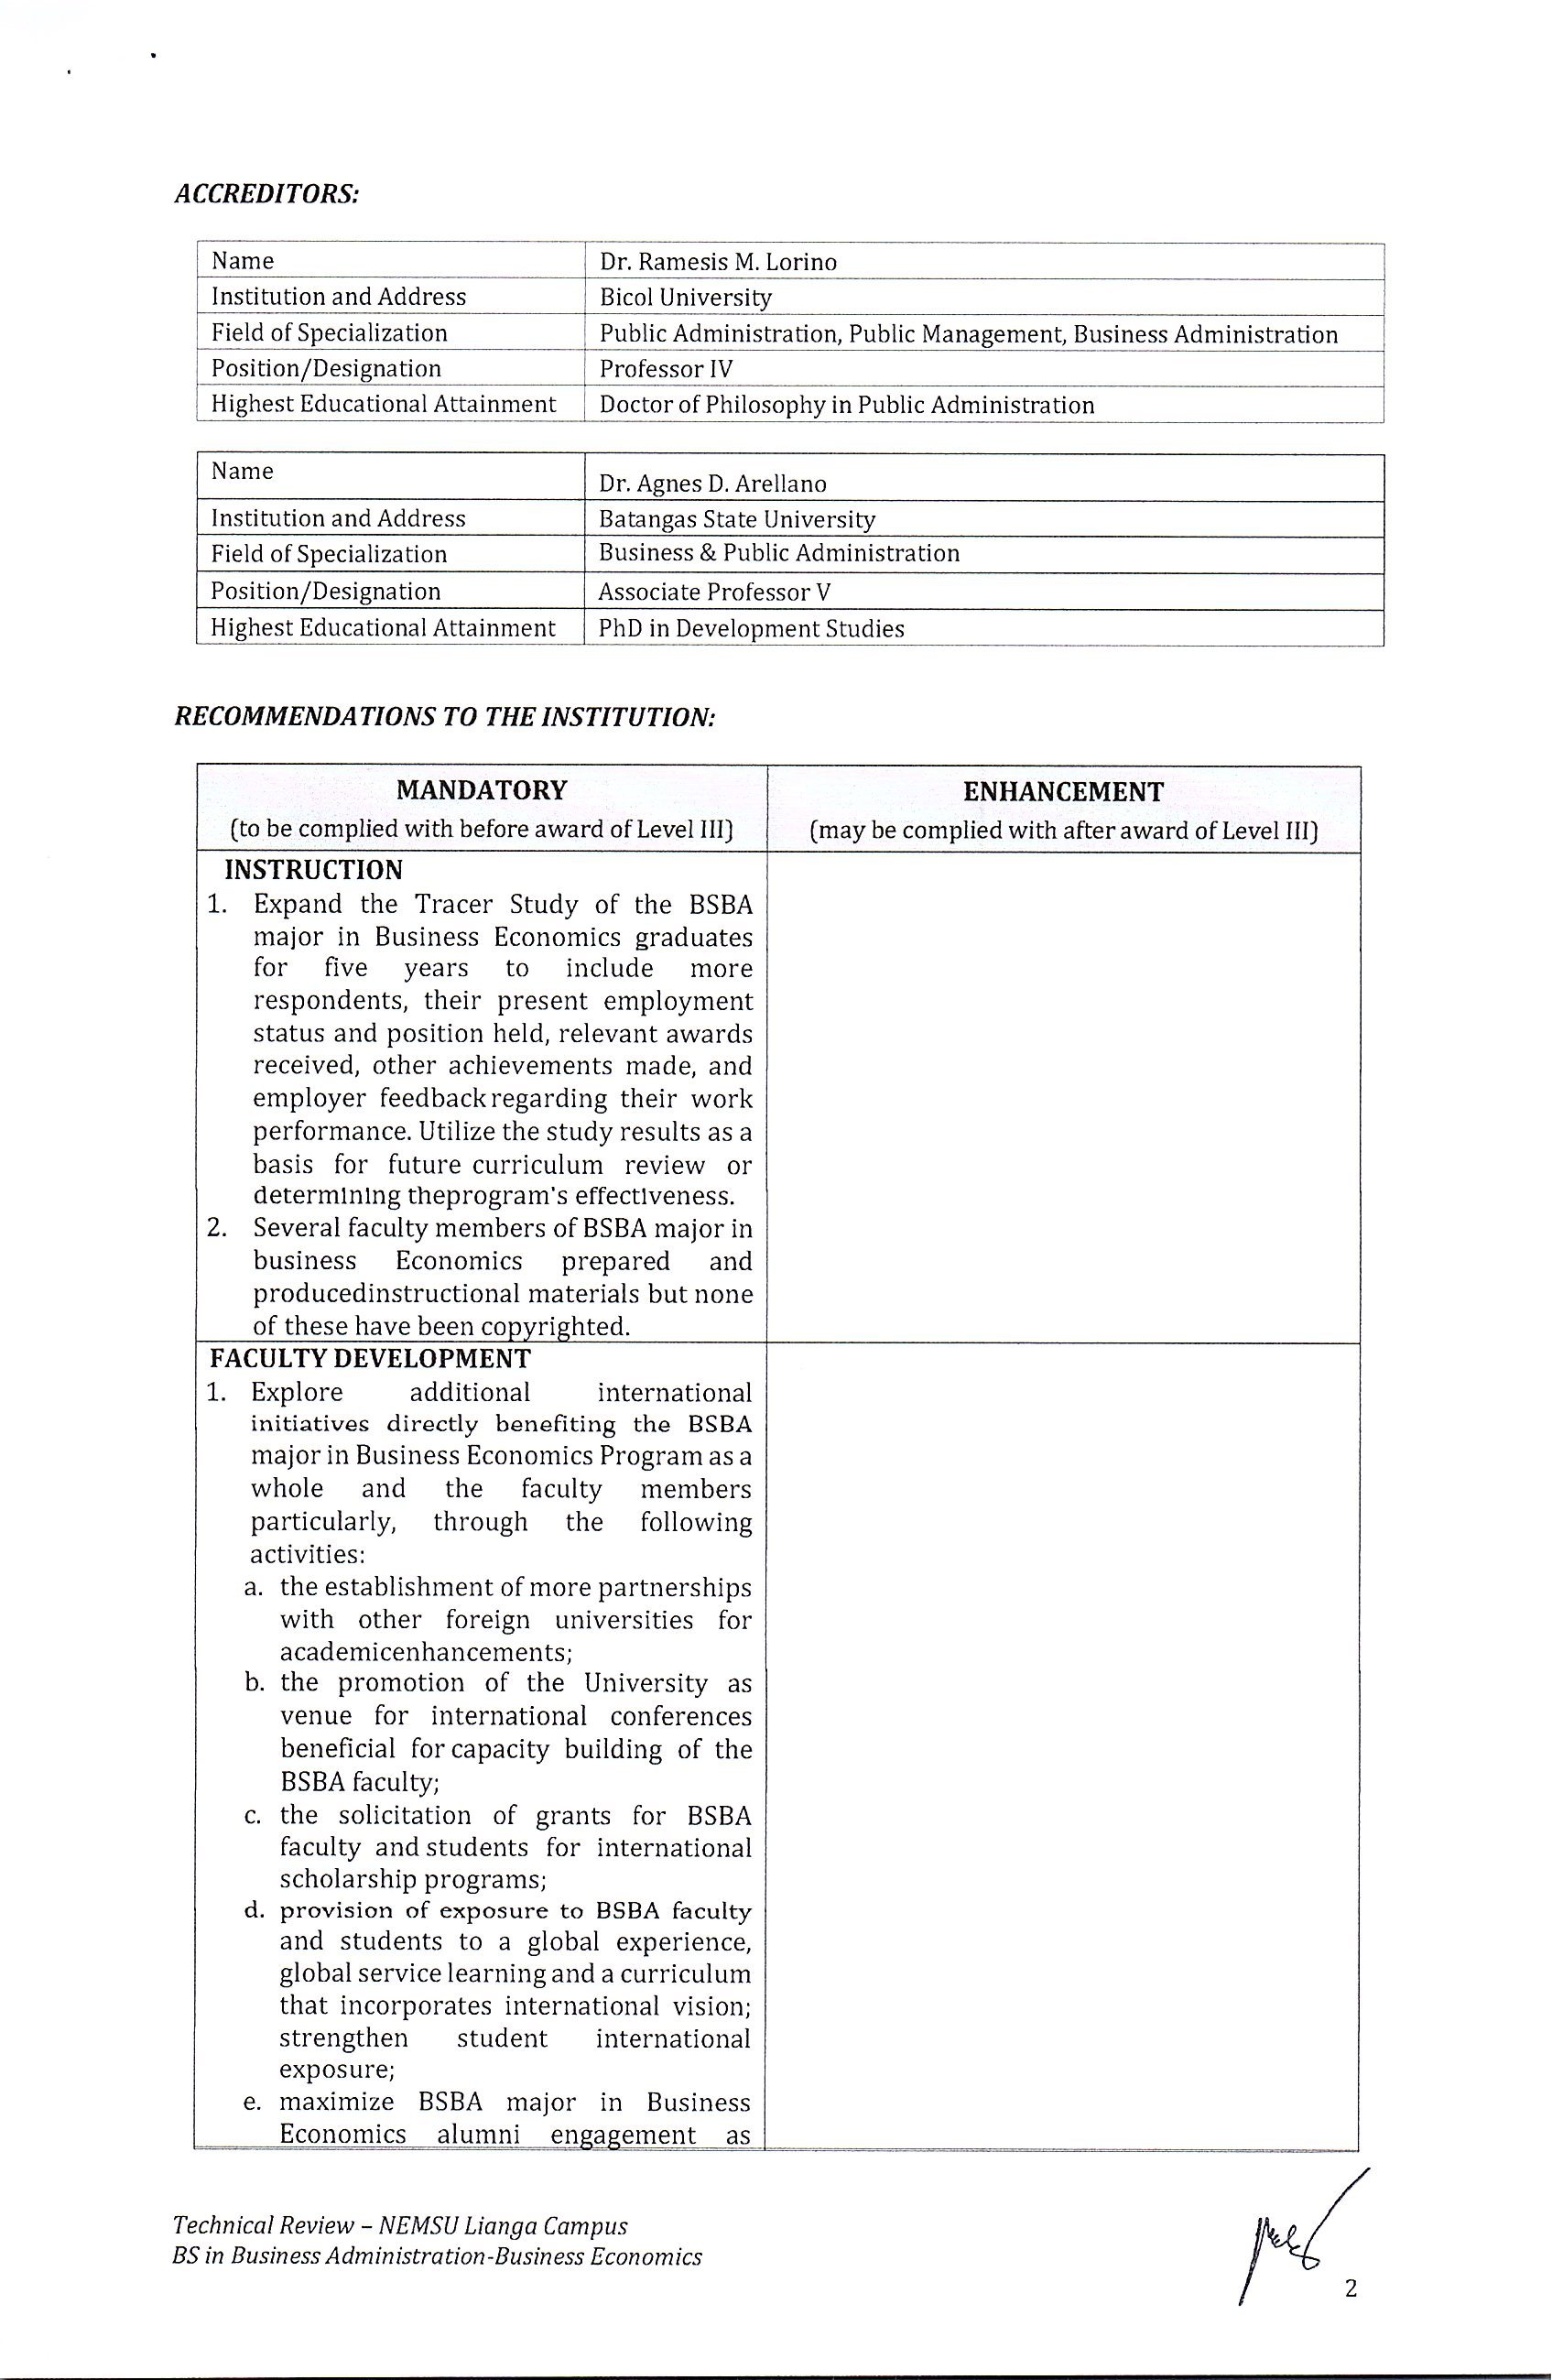 ACCREDITORS:
Name Dr. Ramesis M. Lorino
Institution and Address Bicol University
Field of Specialization Public Administration, Public Management, Business Administration
Position/Designation Professor IV
Highest Educational Attainment Doctor of Philosophy in Public Administration
Name Dr. Agnes D. Arellano
Institution and Address Batangas State University
Field of Specialization Business & Public Administration
Position/Designation Associate Professor V
Highest Educational Attainment PhD in Development Studies
RECOMMENDATIONS TO THE INSTITUTION:
MANDATORY
(to be complied with before award of Level III)
ENHANCEMENT
(may be complied with after award of Level III)
INSTRUCTION
1. Expand the Tracer Study of the BSBA
major in Business Economics graduates
for five years to include more
respondents, their present employment
status and position held, relevant awards
received, other achievements made, and
employer feedback regarding their work
performance. Utilize the study results as a
basis for future curriculum review or
determining theprogram's effectiveness.
2. Several faculty members of BSBA major in
business Economics prepared and
producedinstructional materials but none
of these have been copyrighted.
FACULTY DEVELOPMENT
1. Explore additional international
initiatives directly benefiting the BSBA
major in Business Economics Program as a
whole and the faculty members
particularly, through the following
activities:
a. the establishment of more partnerships
with other foreign universities for
academicenhancements;
b. the promotion of the University as
venue for international conferences
beneficial for capacity building of the
BSBA faculty;
c. the solicitation of grants for BSBA
faculty and students for international
scholarship programs;
d. provision of exposure to BSBA faculty
and students to a global experience,
global service learning and a curriculum
that incorporates international vision;
strengthen student international
exposure;
e. maximize BSBA major in Business
Economics alumni engagement as
Technical Review – NEMSU Lianga Campus
BS in Business Administration-Business Economics
2